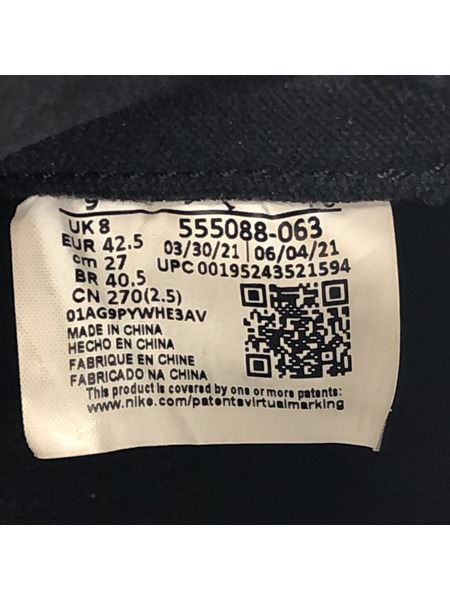 UK 8
EUR 42.5
cm 27
BR 40.5
CN 270(2.5)
555088-063
03/30/21 | 06/04/21
UPC 00195243521594
01AG9PYWHE3AV
MADE IN CHINA
HECHO EN CHINA
FABRIQUE EN CHINE
FABRICADO NA CHINA
This product is covered by one or more patents:
www.nike.com/patentsvirtualmarking